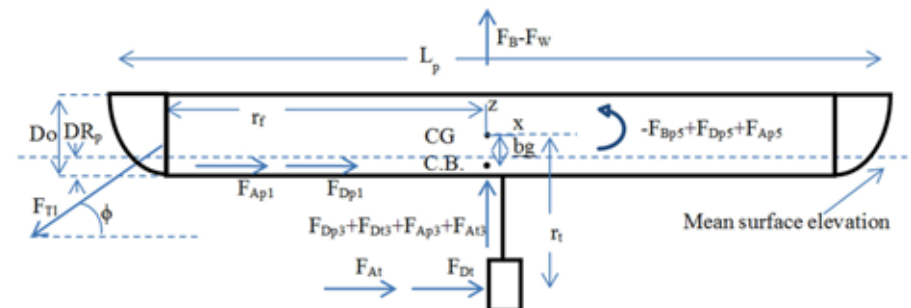 F_B-F_W
L_p
z
r_f
x
Do
DR_p
CG
bg
-F_Bp5+F_Dp5+F_Ap5
C.B.
F_Ap1
F_Dp1
F_T1
ϕ
F_Dp3+F_Dt3+F_Ap3+F_At3
r_t
Mean surface elevation
F_At
F_Dt